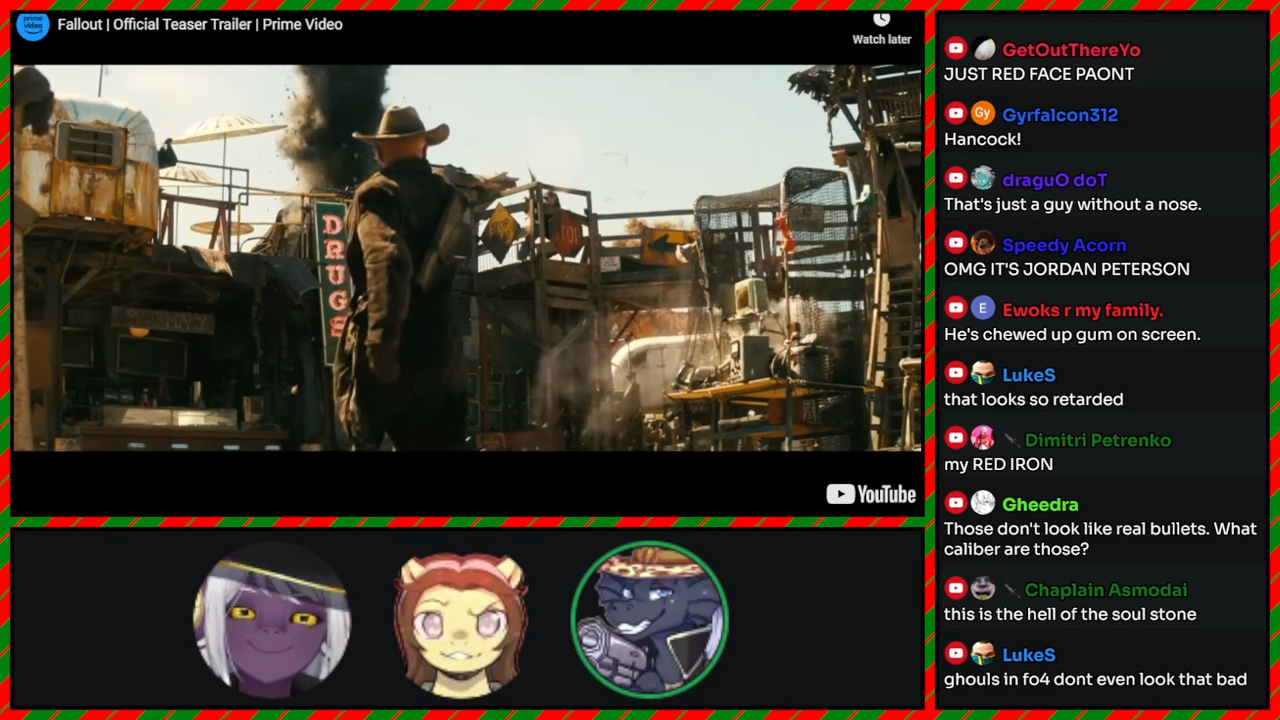 prime video
Fallout | Official Teaser Trailer | Prime Video
Watch later
DRUGS
STOP
YouTube
GetOutThereYo
JUST RED FACE PAONT
Gy
Gyrfalcon312
Hancock!
draguO doT
That's just a guy without a nose.
Speedy Acorn
OMG IT'S JORDAN PETERSON
E
Ewoks r my family.
He's chewed up gum on screen.
LukeS
that looks so retarded
Dimitri Petrenko
my RED IRON
Gheedra
Those don't look like real bullets. What
caliber are those?
Chaplain Asmodai
this is the hell of the soul stone
LukeS
ghouls in fo4 dont even look that bad